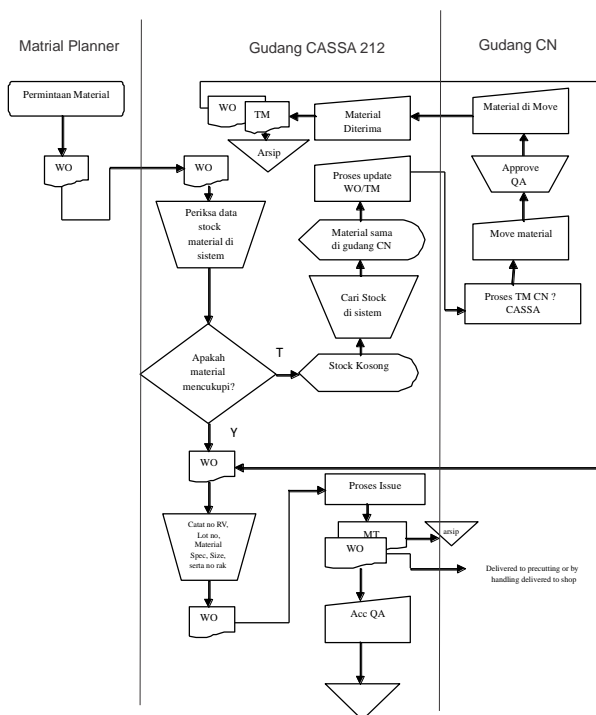 Matrial Planner
Gudang CASSA 212
Gudang CN
Permintaan Material
WO
WO
TM
Material
Diterima
Material di Move
Arsip
WO
Proses update
WO/TM
Approve
QA
Periksa data
stock
material di
sistem
Material sama
di gudang CN
Move material
Cari Stock
di sistem
Proses TM CN ?
CASSA
Apakah
material
mencukupi?
T
Stock Kosong
Y
WO
Proses Issue
Catat no RV,
Lot no,
Material
Spec, Size,
serta no rak
MT
WO
arsip
Delivered to precutting or by
handling delivered to shop
WO
Acc QA